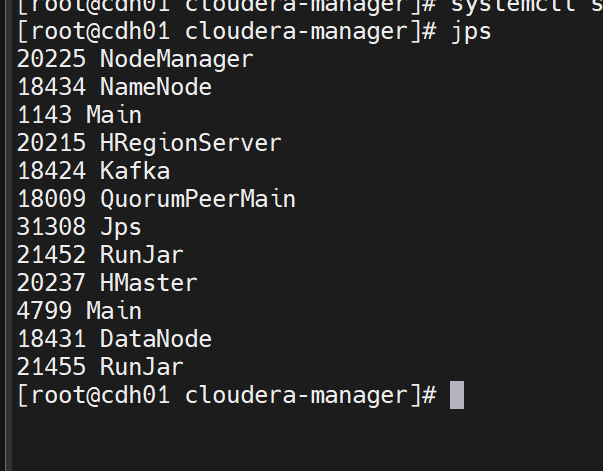 [root@cdh01 cloudera-manager]# systemctl s
[root@cdh01 cloudera-manager]# jps
20225 NodeManager
18434 NameNode
1143 Main
20215 HRegionServer
18424 Kafka
18009 QuorumPeerMain
31308 Jps
21452 RunJar
20237 HMaster
4799 Main
18431 DataNode
21455 RunJar
[root@cdh01 cloudera-manager]#